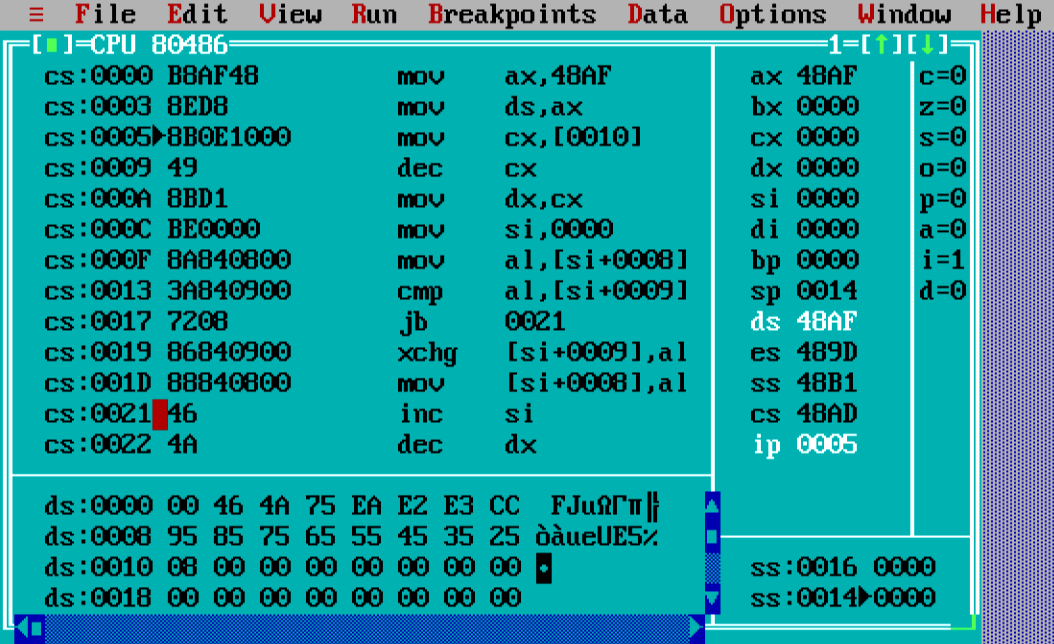 ≡ File Edit View Run Breakpoints Data Options Window Help
[■]=CPU 80486 1=[↑][↓]
cs:0000 B8AF48 mov ax,48AF ax 48AF c=0
cs:0003 8ED8 mov ds,ax bx 0000 z=0
cs:0005►8B0E1000 mov cx,[0010] cx 0000 s=0
cs:0009 49 dec cx dx 0000 o=0
cs:000A 8BD1 mov dx,cx si 0000 p=0
cs:000C BE0000 mov si,0000 di 0000 a=0
cs:000F 8A840800 mov al,[si+0008] bp 0000 i=1
cs:0013 3A840900 cmp al,[si+0009] sp 0014 d=0
cs:0017 7208 jb 0021 ds 48AF
cs:0019 86840900 xchg [si+0009],al es 489D
cs:001D 88840800 mov [si+0008],al ss 48B1
cs:0021 46 inc si cs 48AD
cs:0022 4A dec dx ip 0005
ds:0000 00 46 4A 75 EA E2 E3 CC FJuΩΓπ╠
ds:0008 95 85 75 65 55 45 35 25 òàueUE5%
ds:0010 08 00 00 00 00 00 00 00 ◘ ss:0016 0000
ds:0018 00 00 00 00 00 00 00 00 ss:0014►0000